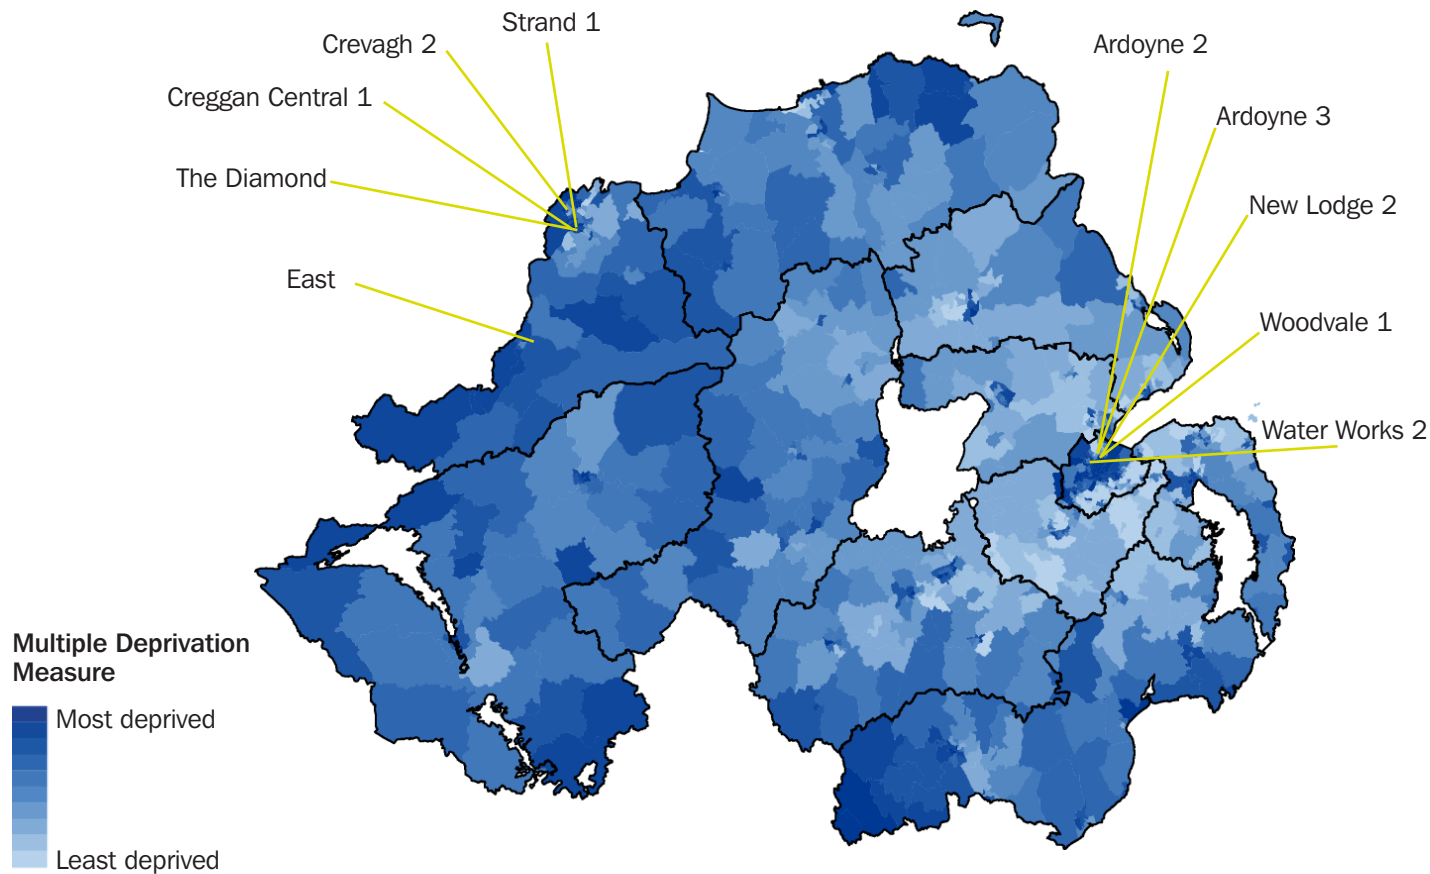 Strand 1
Crevagh 2
Creggan Central 1
The Diamond
East
Ardoyne 2
Ardoyne 3
New Lodge 2
Woodvale 1
Water Works 2
Multiple Deprivation
Measure
Most deprived
Least deprived